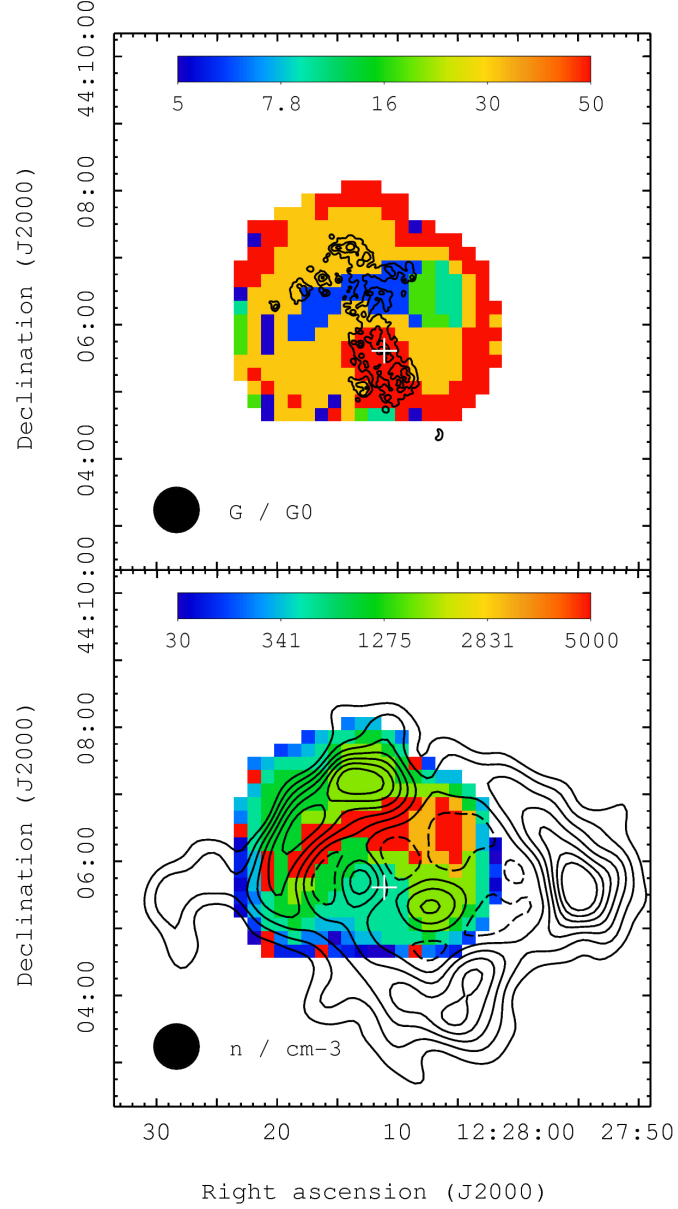 5 7.8 16 30 50
44:10:00
08:00
06:00
04:00
Declination (J2000)
G / G0
44:10:00
30 341 1275 2831 5000
08:00
06:00
04:00
Declination (J2000)
n / cm-3
30 20 10 12:28:00 27:50
Right ascension (J2000)